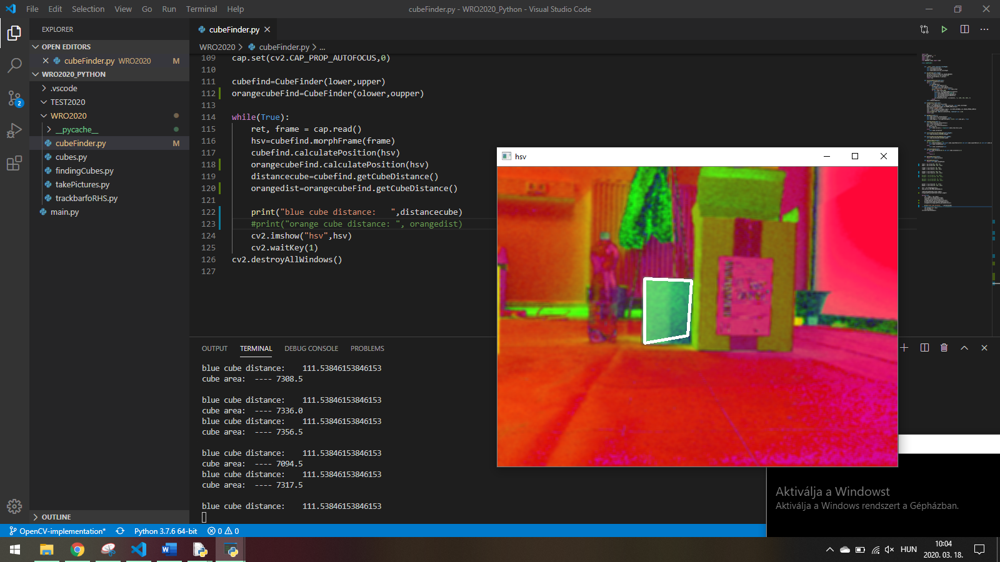 File Edit Selection View Go Run Terminal Help
cubeFinder.py - WRO2020_Python - Visual Studio Code
EXPLORER
OPEN EDITORS
cubeFinder.py WRO2020 M
WRO2020_PYTHON
.vscode
TEST2020
WRO2020
__pycache__
cubeFinder.py M
cubes.py
findingCubes.py
takePictures.py
trackbarfoRHS.py
main.py
OUTLINE
2
cubeFinder.py
WRO2020 > cubeFinder.py > ...
109 cap.set(cv2.CAP_PROP_AUTOFOCUS,0)
110
111 cubefind=CubeFinder(lower,upper)
112 orangecubeFind=CubeFinder(olower,oupper)
113
114 while(True):
115 ret, frame = cap.read()
116 hsv=cubefind.morphFrame(frame)
117 cubefind.calculatePosition(hsv)
118 orangecubeFind.calculatePosition(hsv)
119 distancecube=cubefind.getCubeDistance()
120 orangedist=orangecubeFind.getCubeDistance()
121
122 print("blue cube distance:   ",distancecube)
123 #print("orange cube distance: ", orangedist)
124 cv2.imshow("hsv",hsv)
125 cv2.waitKey(1)
126 cv2.destroyAllWindows()
127
hsv
OUTPUT TERMINAL DEBUG CONSOLE PROBLEMS
blue cube distance:    111.53846153846153
cube area:  ---- 7308.5
blue cube distance:    111.53846153846153
cube area:  ---- 7336.0
blue cube distance:    111.53846153846153
cube area:  ---- 7356.5
blue cube distance:    111.53846153846153
cube area:  ---- 7094.5
blue cube distance:    111.53846153846153
cube area:  ---- 7317.5
blue cube distance:    111.53846153846153
Aktiválja a Windowst
Aktiválja a Windows rendszert a Gépházban.
OpenCV-implementation* Python 3.7.6 64-bit 0 0
HUN
10:04
2020. 03. 18.